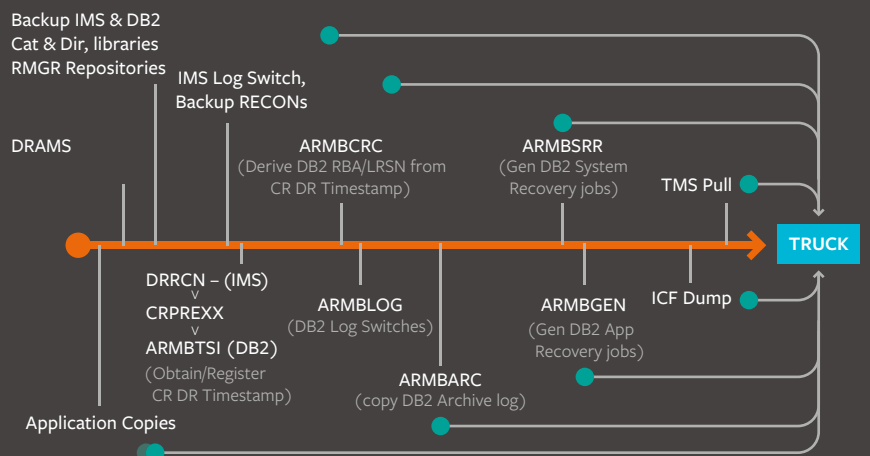 Backup IMS & DB2
Cat & Dir, libraries
RMGR Repositories
IMS Log Switch,
Backup RECONs
DRAMS
ARMBCRC
(Derive DB2 RBA/LRSN from
CR DR Timestamp)
ARMBSRR
(Gen DB2 System
Recovery jobs)
TMS Pull
TRUCK
DRRCN – (IMS)
v
CRPREXX
v
ARMBTSI (DB2)
(Obtain/Register
CR DR Timestamp)
ARMBLOG
(DB2 Log Switches)
ARMBARC
(copy DB2 Archive log)
ARMBGEN
(Gen DB2 App
Recovery jobs)
ICF Dump
Application Copies